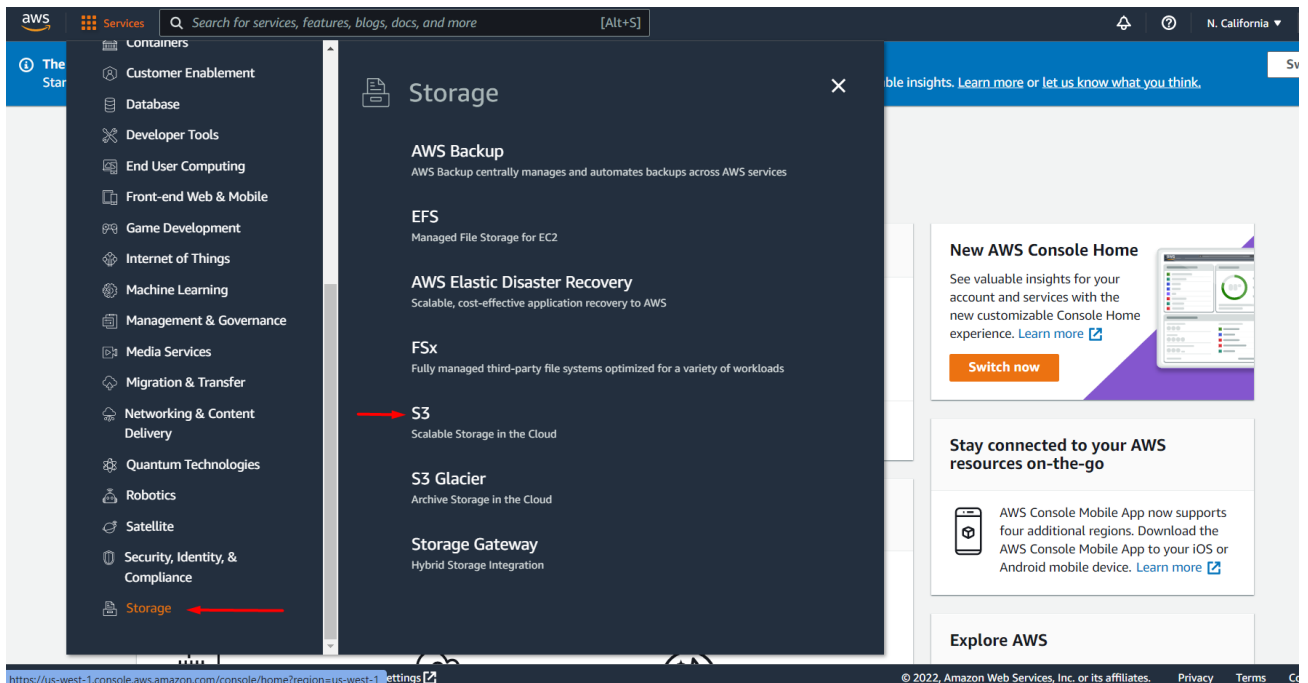 aws
Services
Search for services, features, blogs, docs, and more
[Alt+S]
N. California ▼
The
Star
ble insights. Learn more or let us know what you think.
Sw
Containers
Customer Enablement
Database
Developer Tools
End User Computing
Front-end Web & Mobile
Game Development
Internet of Things
Machine Learning
Management & Governance
Media Services
Migration & Transfer
Networking & Content
Delivery
Quantum Technologies
Robotics
Satellite
Security, Identity, &
Compliance
Storage
Storage
AWS Backup
AWS Backup centrally manages and automates backups across AWS services
EFS
Managed File Storage for EC2
AWS Elastic Disaster Recovery
Scalable, cost-effective application recovery to AWS
FSx
Fully managed third-party file systems optimized for a variety of workloads
S3
Scalable Storage in the Cloud
S3 Glacier
Archive Storage in the Cloud
Storage Gateway
Hybrid Storage Integration
New AWS Console Home
See valuable insights for your
account and services with the
new customizable Console Home
experience. Learn more
Switch now
Stay connected to your AWS
resources on-the-go
AWS Console Mobile App now supports
four additional regions. Download the
AWS Console Mobile App to your iOS or
Android mobile device. Learn more
Explore AWS
https://us-west-1.console.aws.amazon.com/console/home?region=us-west-1
ettings
© 2022, Amazon Web Services, Inc. or its affiliates.
Privacy
Terms
Co